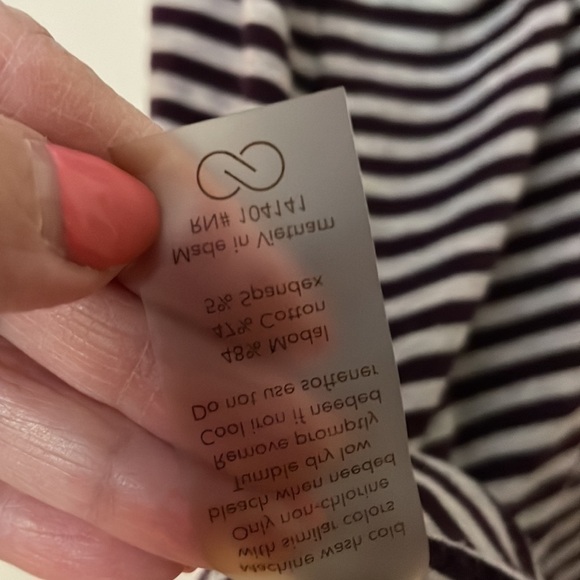 Machine wash cold
with similar colors
Only non-chlorine
bleach when needed
Tumble dry low
Remove promptly
Cool iron if needed
Do not use softener
48% Modal
47% Cotton
5% Spandex
Made in Vietnam
RN# 104141